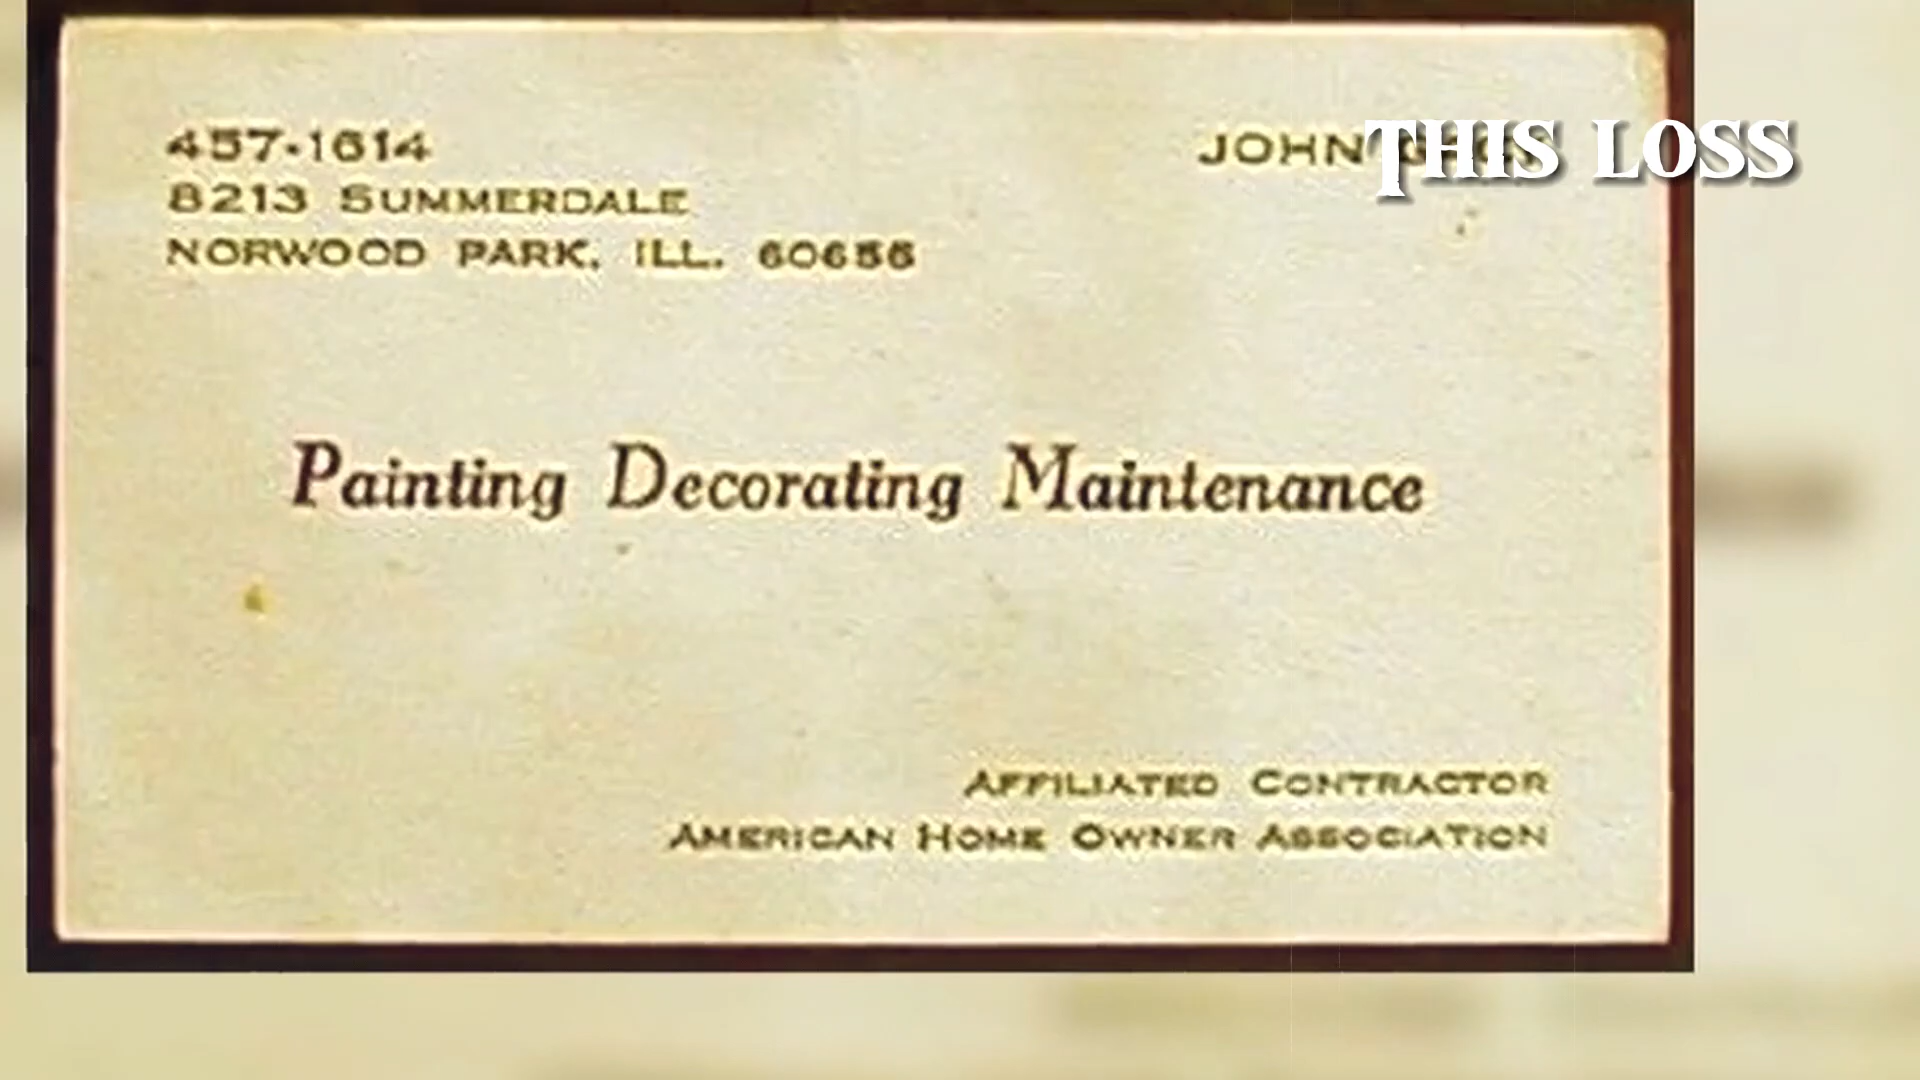 457-1614
8213 SUMMERDALE
NORWOOD PARK, ILL. 60656
JOHN
THIS LOSS
Painting Decorating Maintenance
AFFILIATED CONTRACTOR
AMERICAN HOME OWNER ASSOCIATION